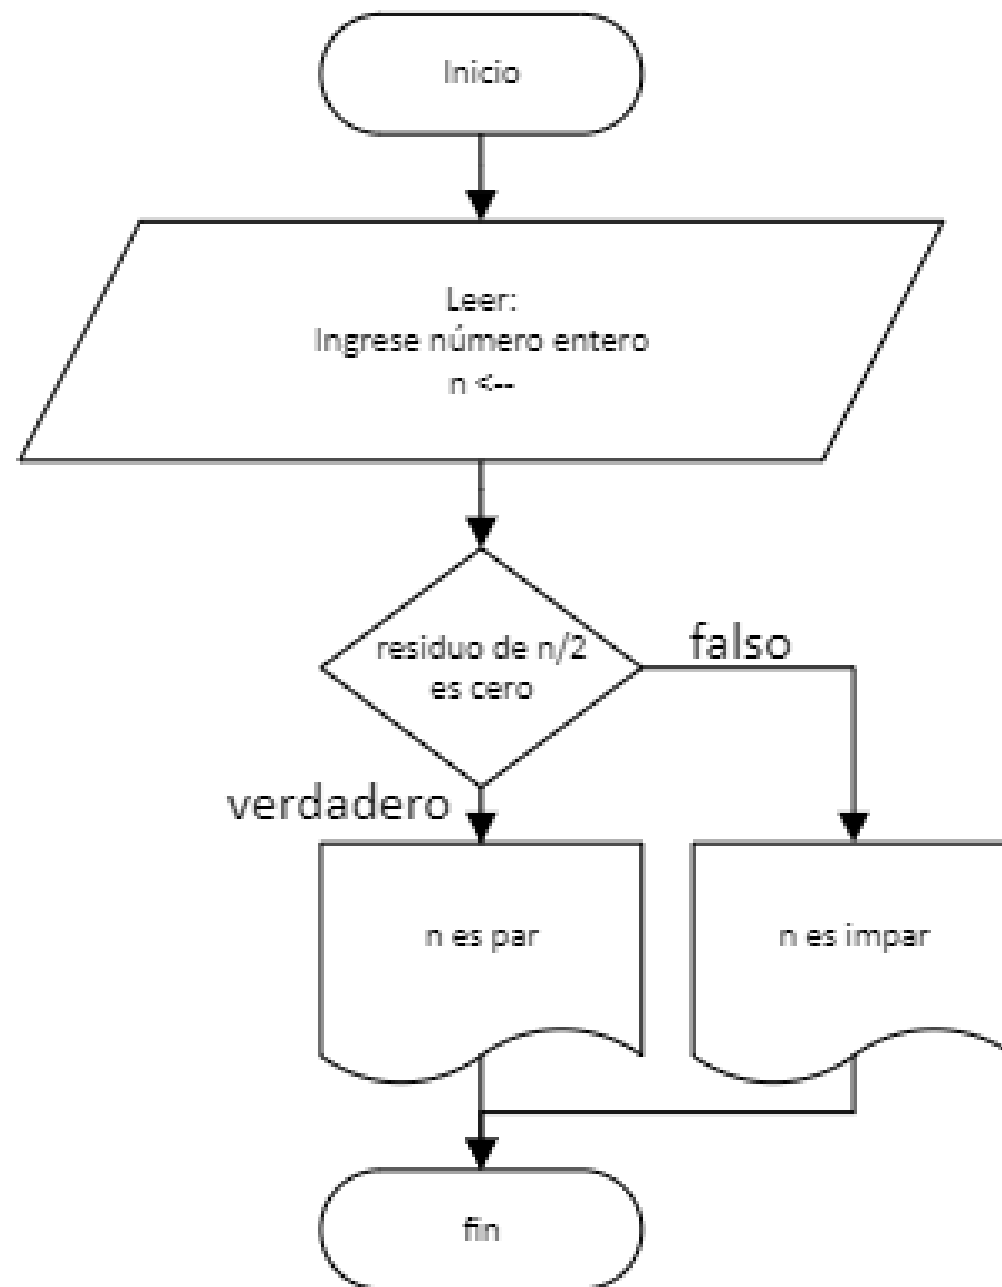 Inicio
Leer:
Ingrese número entero
n <--
residuo de n/2
es cero
falso
verdadero
n es par
n es impar
fin